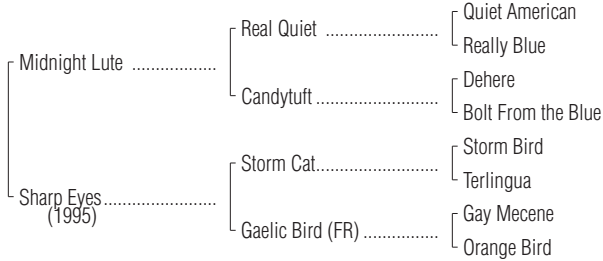 Quiet American
Real Quiet ....................
Really Blue
Midnight Lute ...............
Dehere
Candytuft ......................
Bolt From the Blue
Storm Bird
Storm Cat......................
Terlingua
Sharp Eyes....................
(1995)
Gay Mecene
Gaelic Bird (FR) .............
Orange Bird